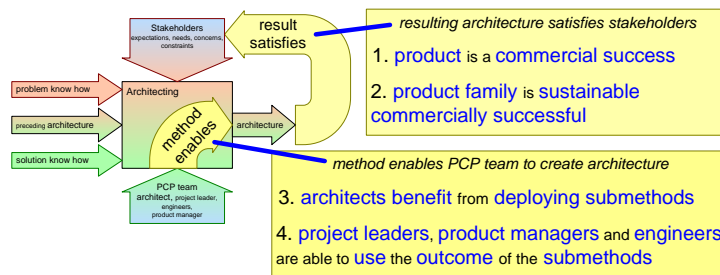 Stakeholders
expectations, needs, concerns,
constraints
result
satisfies
problem know how
Architecting
preceding architecture
method
enables
architecture
solution know how
PCP team
architect, project leader,
engineers,
product manager
resulting architecture satisfies stakeholders
1. product is a commercial success
2. product family is sustainable
commercially successful
method enables PCP team to create architecture
3. architects benefit from deploying submethods
4. project leaders, product managers and engineers
are able to use the outcome of the submethods